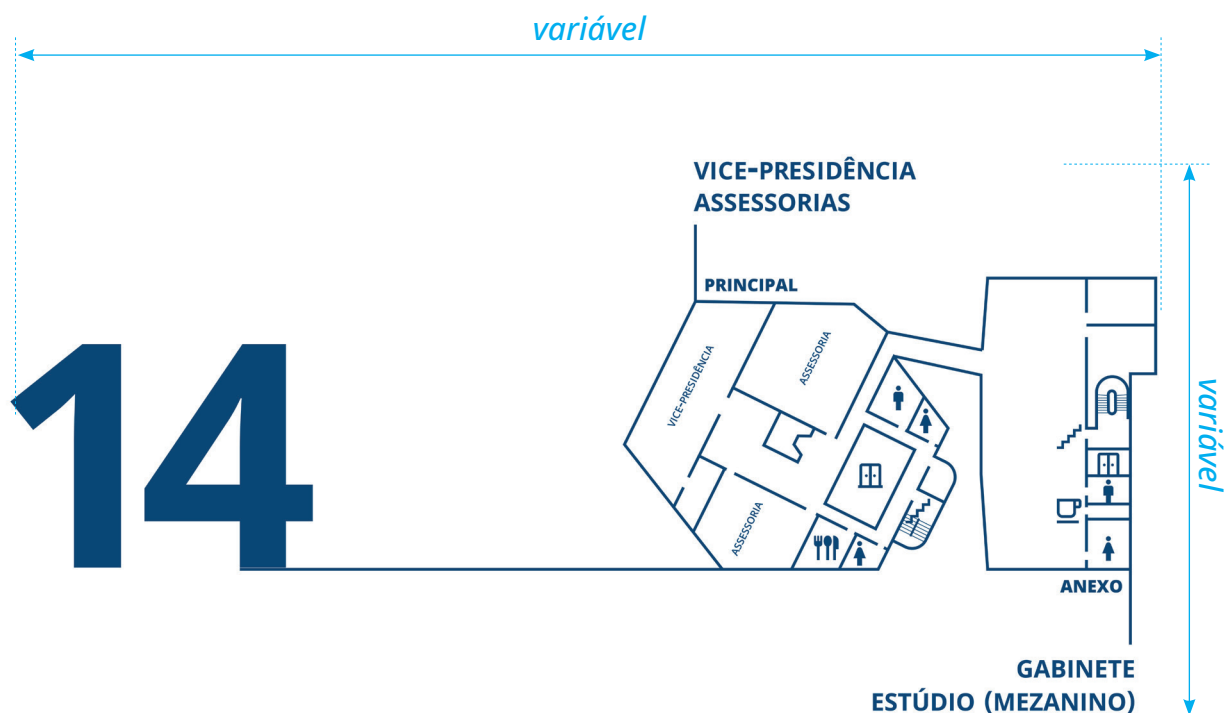 variável
VICE-PRESIDÊNCIA
ASSESSORIAS
PRINCIPAL
VICE-PRESIDÊNCIA
ASSESSORIA
14
variável
ASSESSORIA
ANEXO
GABINETE
ESTÚDIO (MEZANINO)